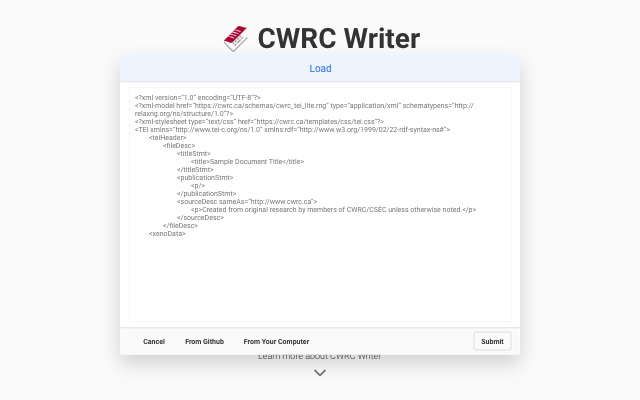 CWRC Writer
Load
<?xml version="1.0" encoding="UTF-8"?>
<?xml-model href="https://cwrc.ca/schemas/cwrc_tei_lite.rng" type="application/xml" schematypens="http://
relaxng.org/ns/structure/1.0"?>
<?xml-stylesheet type="text/css" href="https://cwrc.ca/templates/css/tei.css"?>
<TEI xmlns="http://www.tei-c.org/ns/1.0" xmlns:rdf="http://www.w3.org/1999/02/22-rdf-syntax-ns#">
<teiHeader>
<fileDesc>
<titleStmt>
<title>Sample Document Title</title>
</titleStmt>
<publicationStmt>
<p/>
</publicationStmt>
<sourceDesc sameAs="http://www.cwrc.ca">
<p>Created from original research by members of CWRC/CSÉC unless otherwise noted.</p>
</sourceDesc>
</fileDesc>
<xenoData>
Cancel From Github From Your Computer Submit
Learn more about CWRC Writer